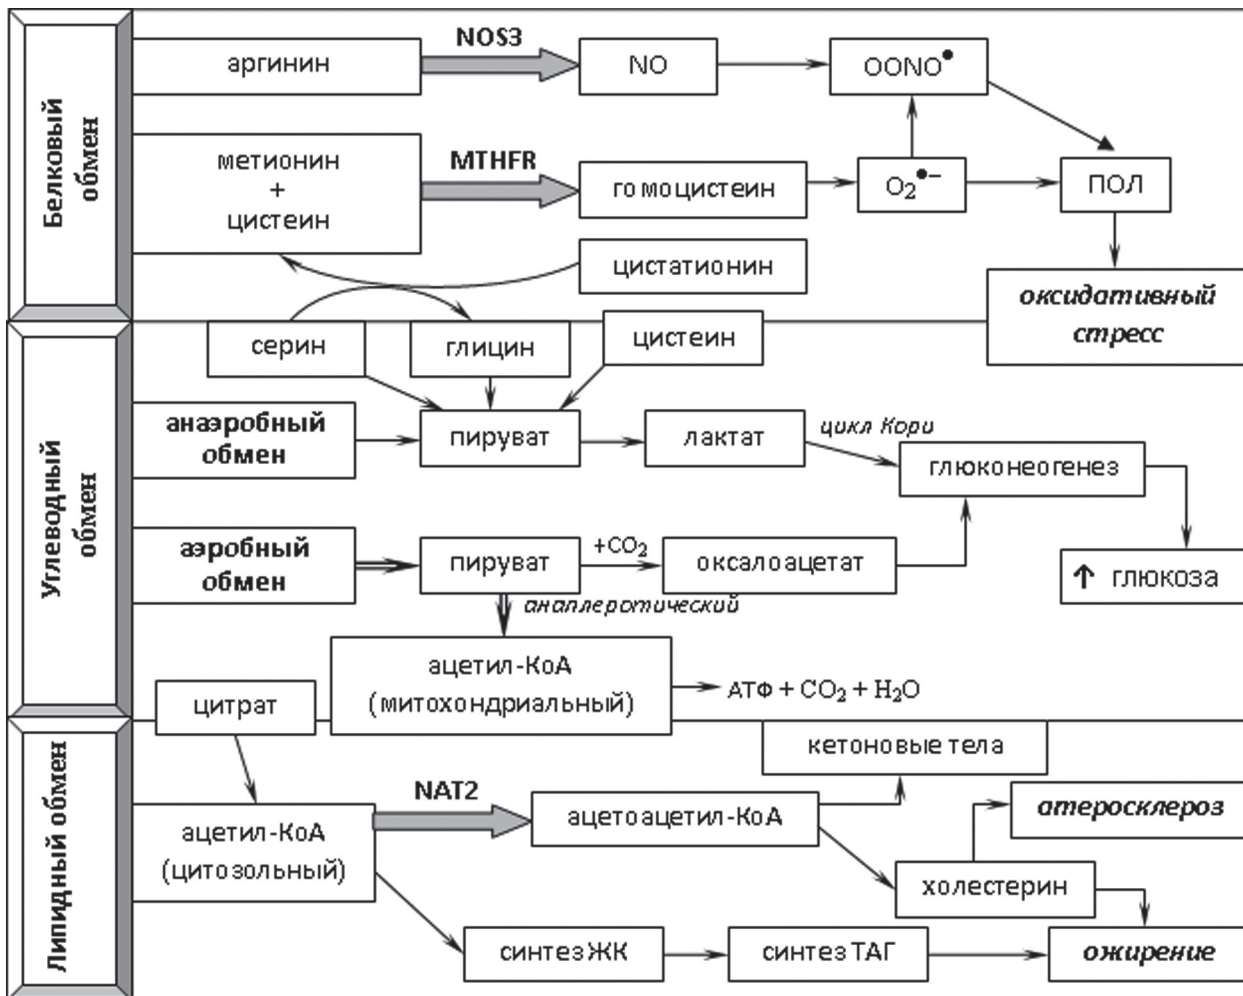 Белковый
обмен
аргинин
NOS3
NO
OONO•
метионин
+
цистеин
MTHFR
гомоцистеин
O₂•−
ПОЛ
цистатионин
оксидативный
стресс
Углеводный
обмен
серин
глицин
цистеин
анаэробный
обмен
пируват
лактат
цикл Кори
глюконеогенез
аэробный
обмен
пируват
+CO₂
оксалоацетат
↑ глюкоза
анаплеротический
ацетил-КоА
(митохондриальный)
АТФ + CO₂ + H₂O
Липидный обмен
цитрат
кетоновые тела
ацетил-КоА
(цитозольный)
NAT2
ацетоацетил-КоА
атеросклероз
холестерин
синтез ЖК
синтез ТАГ
ожирение